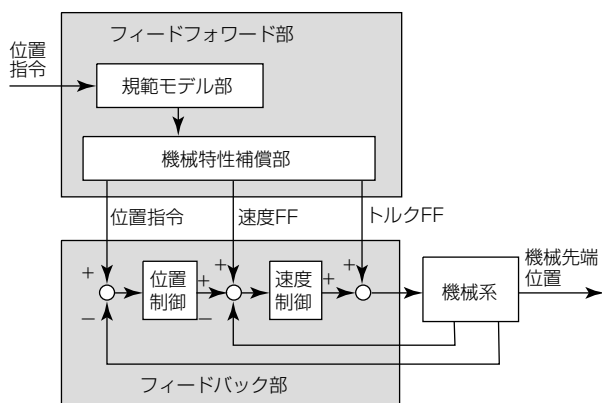 フィードフォワード部
位置
指令
規範モデル部
機械特性補償部
位置指令
速度FF
トルクFF
+
位置
制御
+
+
速度
制御
+
+
機械系
機械先端
位置
−
−
フィードバック部